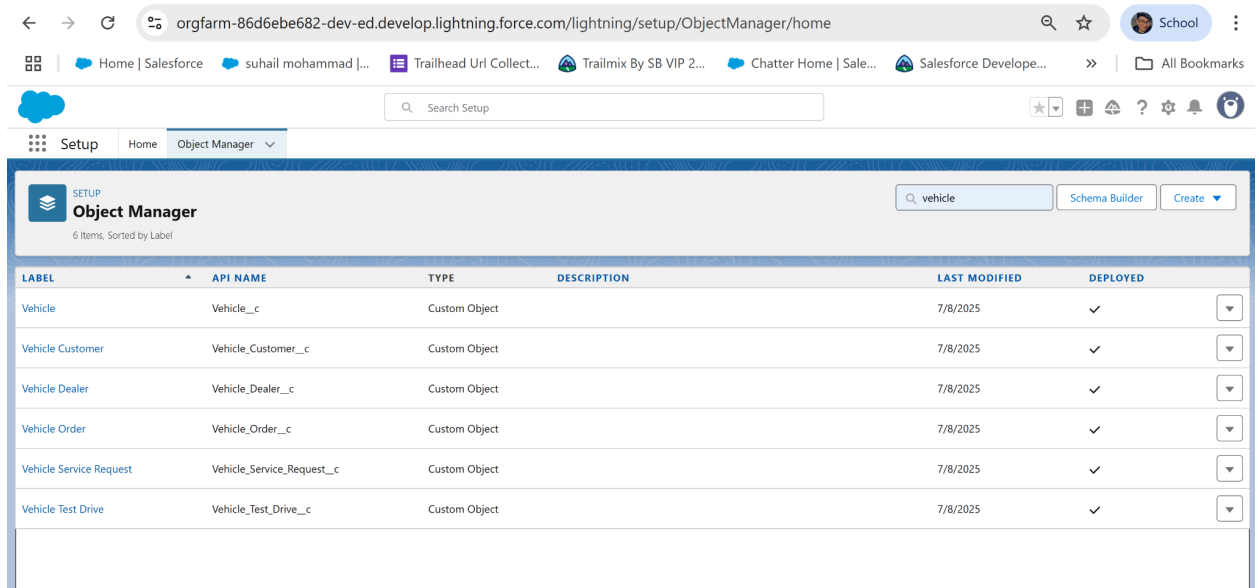 orgfarm-86d6ebe682-dev-ed.develop.lightning.force.com/lightning/setup/ObjectManager/home School
Home | Salesforce suhail mohammad |... Trailhead Url Collect... Trailmix By SB VIP 2... Chatter Home | Sale... Salesforce Develope... » All Bookmarks
Search Setup
Setup Home Object Manager
SETUP
Object Manager
6 Items, Sorted by Label
vehicle Schema Builder Create
LABEL API NAME TYPE DESCRIPTION LAST MODIFIED DEPLOYED
Vehicle Vehicle__c Custom Object 7/8/2025
Vehicle Customer Vehicle_Customer__c Custom Object 7/8/2025
Vehicle Dealer Vehicle_Dealer__c Custom Object 7/8/2025
Vehicle Order Vehicle_Order__c Custom Object 7/8/2025
Vehicle Service Request Vehicle_Service_Request__c Custom Object 7/8/2025
Vehicle Test Drive Vehicle_Test_Drive__c Custom Object 7/8/2025